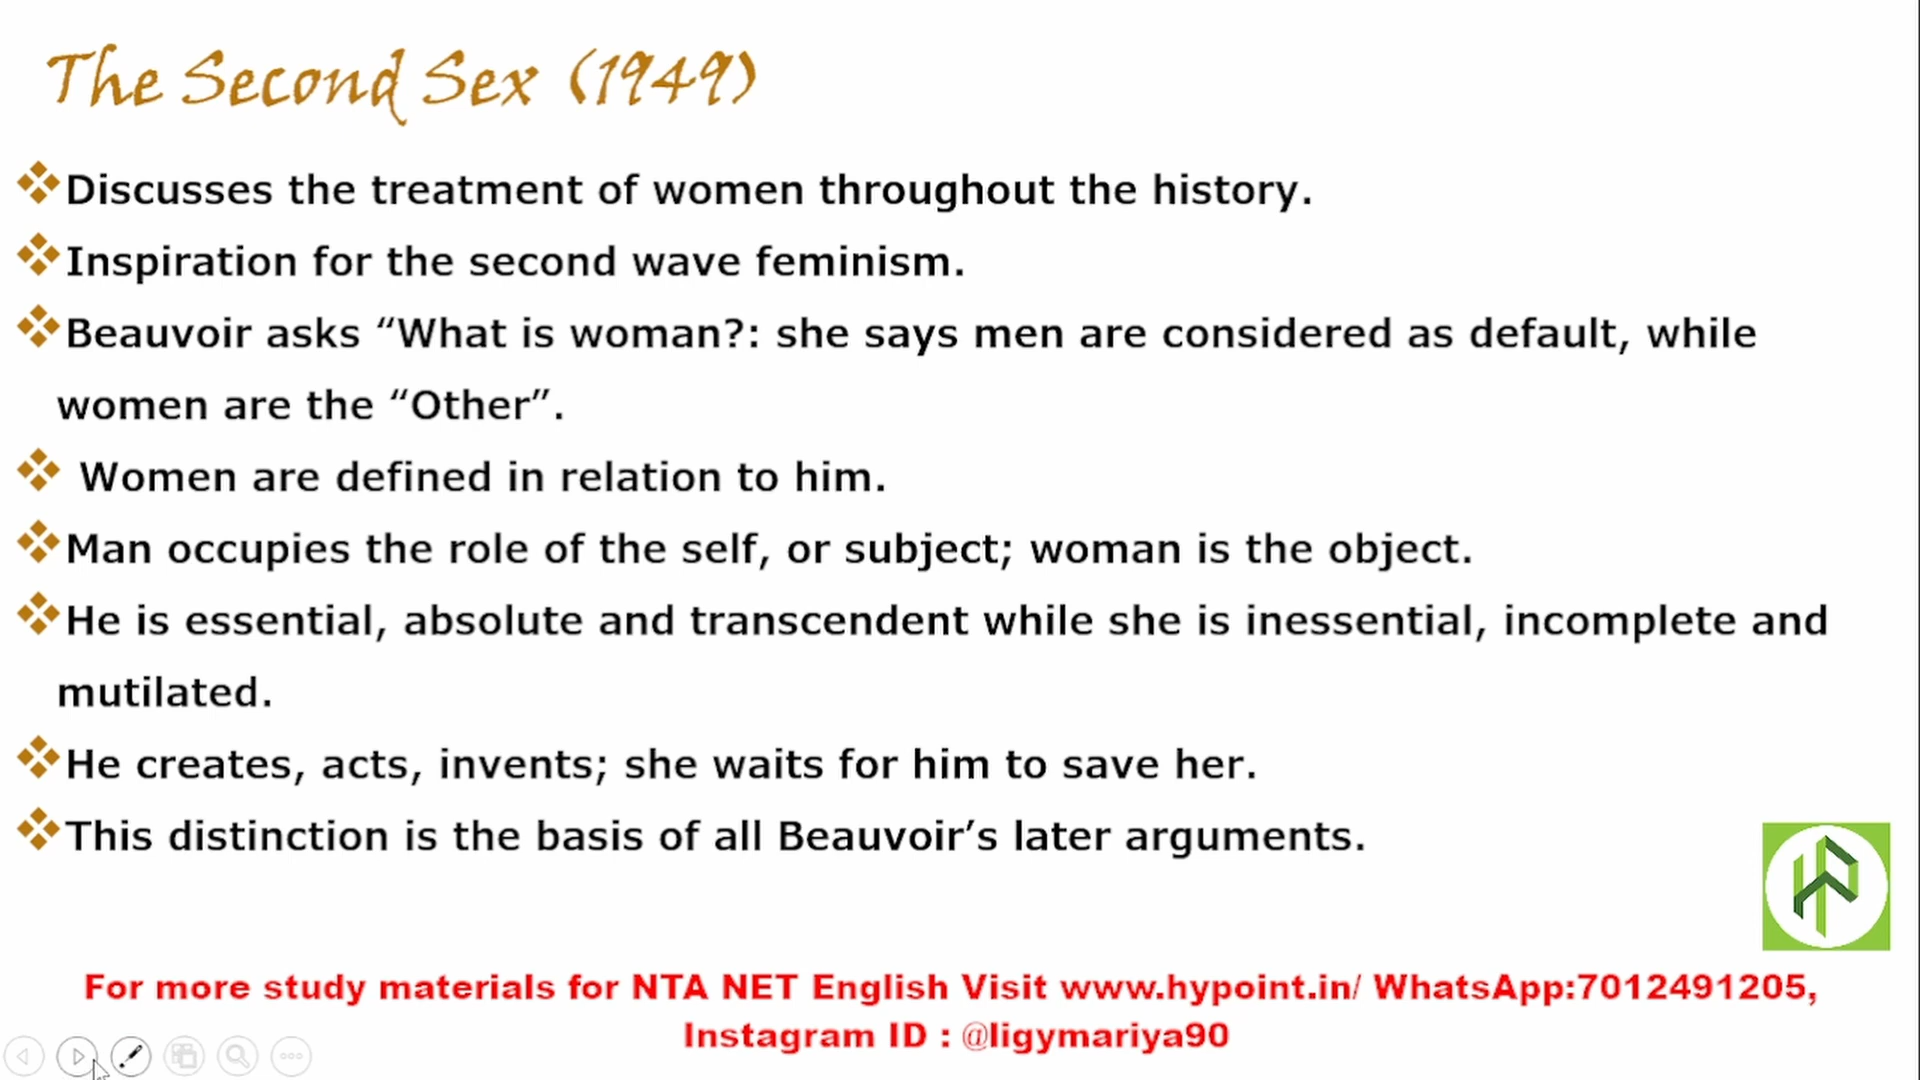 The Second Sex (1949)
Discusses the treatment of women throughout the history.
Inspiration for the second wave feminism.
Beauvoir asks “What is woman?: she says men are considered as default, while
women are the “Other”.
Women are defined in relation to him.
Man occupies the role of the self, or subject; woman is the object.
He is essential, absolute and transcendent while she is inessential, incomplete and
mutilated.
He creates, acts, invents; she waits for him to save her.
This distinction is the basis of all Beauvoir’s later arguments.
For more study materials for NTA NET English Visit www.hypoint.in/ WhatsApp:7012491205,
Instagram ID : @ligymariya90